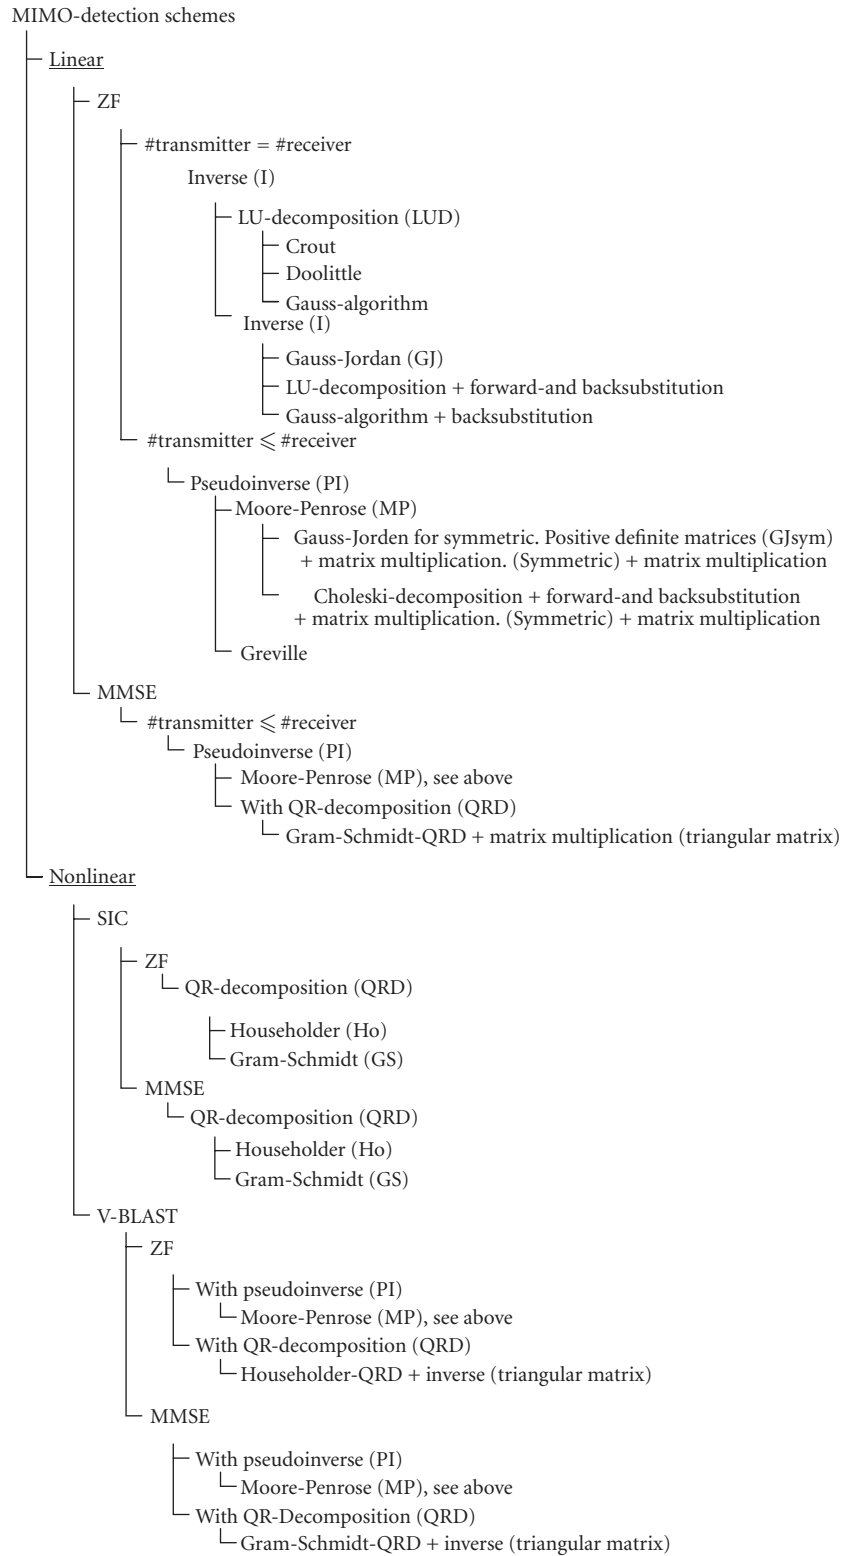 MIMO-detection schemes
Linear
ZF
#transmitter = #receiver
Inverse (I)
LU-decomposition (LUD)
Crout
Doolittle
Gauss-algorithm
Inverse (I)
Gauss-Jordan (GJ)
LU-decomposition + forward-and backsubstitution
Gauss-algorithm + backsubstitution
#transmitter ⩽ #receiver
Pseudoinverse (PI)
Moore-Penrose (MP)
Gauss-Jorden for symmetric. Positive definite matrices (GJsym)
+ matrix multiplication. (Symmetric) + matrix multiplication
Choleski-decomposition + forward-and backsubstitution
+ matrix multiplication. (Symmetric) + matrix multiplication
Greville
MMSE
#transmitter ⩽ #receiver
Pseudoinverse (PI)
Moore-Penrose (MP), see above
With QR-decomposition (QRD)
Gram-Schmidt-QRD + matrix multiplication (triangular matrix)
Nonlinear
SIC
ZF
QR-decomposition (QRD)
Householder (Ho)
Gram-Schmidt (GS)
MMSE
QR-decomposition (QRD)
Householder (Ho)
Gram-Schmidt (GS)
V-BLAST
ZF
With pseudoinverse (PI)
Moore-Penrose (MP), see above
With QR-decomposition (QRD)
Householder-QRD + inverse (triangular matrix)
MMSE
With pseudoinverse (PI)
Moore-Penrose (MP), see above
With QR-Decomposition (QRD)
Gram-Schmidt-QRD + inverse (triangular matrix)